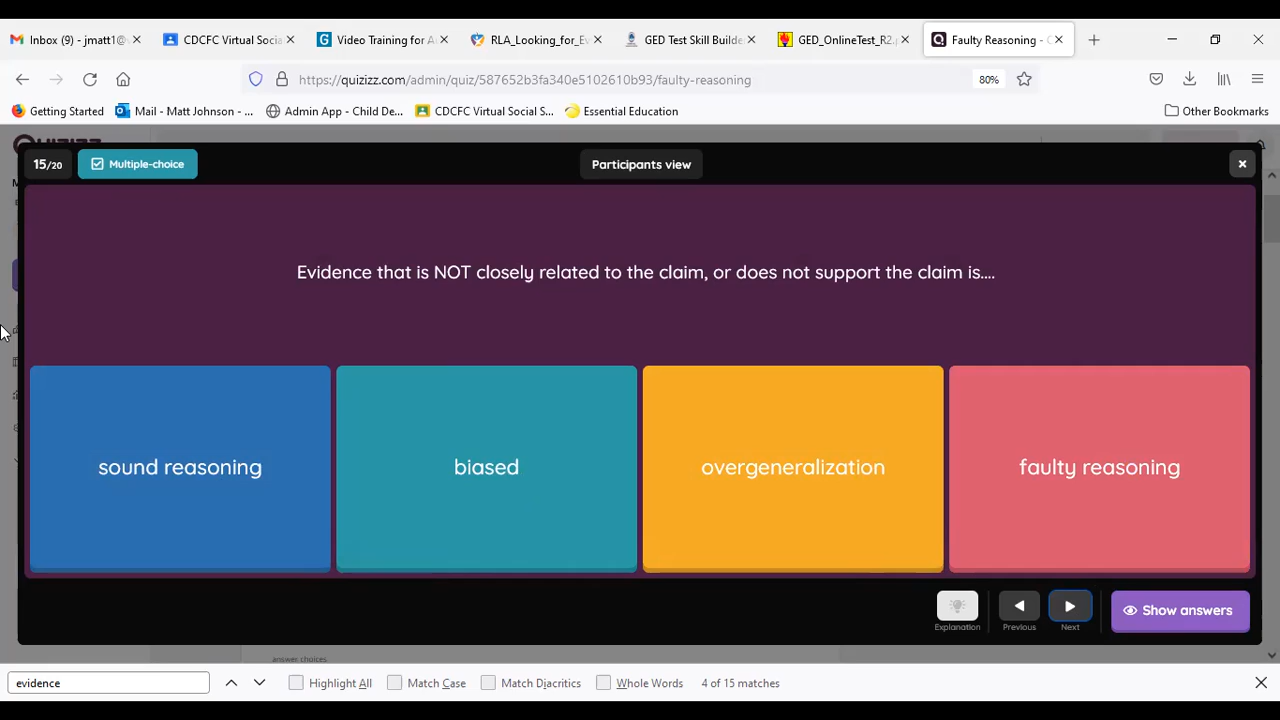 Inbox (9) - jmatt1@
CDCFC Virtual Socia
Video Training for A
RLA_Looking_for_Ev
GED Test Skill Builde
GED_OnlineTest_R2.p
Faulty Reasoning -
https://quizizz.com/admin/quiz/587652b3fa340e5102610b93/faulty-reasoning
80%
Getting Started
Mail - Matt Johnson - ...
Admin App - Child De...
CDCFC Virtual Social S...
Essential Education
Other Bookmarks
15/20
Multiple-choice
Participants view
Evidence that is NOT closely related to the claim, or does not support the claim is....
sound reasoning
biased
overgeneralization
faulty reasoning
Explanation
Previous
Next
Show answers
answer choices
evidence
Highlight All
Match Case
Match Diacritics
Whole Words
4 of 15 matches